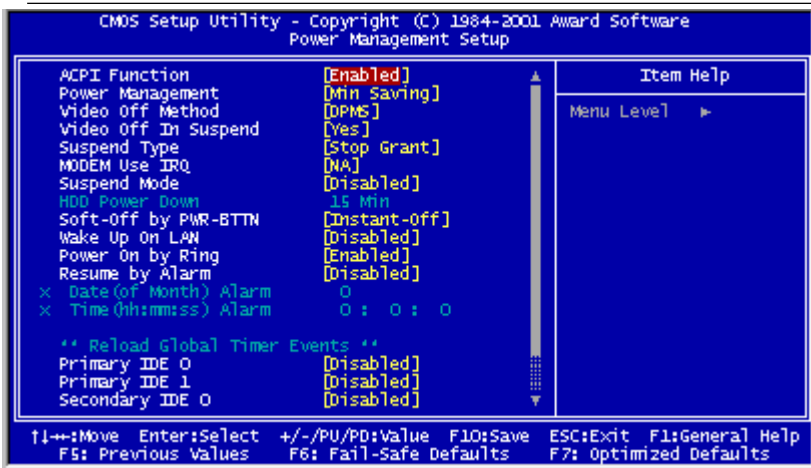 CMOS Setup Utility - Copyright (C) 1984-2001 Award Software
Power Management Setup
ACPI Function [Enabled]
Power Management [Min Saving]
Video Off Method [DPMS]
Video Off In Suspend [Yes]
Suspend Type [Stop Grant]
MODEM Use IRQ [NA]
Suspend Mode [Disabled]
HDD Power Down 15 Min
Soft-Off by PWR-BTTN [Instant-Off]
Wake Up On LAN [Disabled]
Power On by Ring [Enabled]
Resume by Alarm [Disabled]
x Date(of Month) Alarm 0
x Time(hh:mm:ss) Alarm 0 : 0 : 0
** Reload Global Timer Events **
Primary IDE 0 [Disabled]
Primary IDE 1 [Disabled]
Secondary IDE 0 [Disabled]
Item Help
Menu Level ►
↑↓→←:Move Enter:Select +/-/PU/PD:Value F10:Save ESC:Exit F1:General Help
F5: Previous Values F6: Fail-Safe Defaults F7: Optimized Defaults